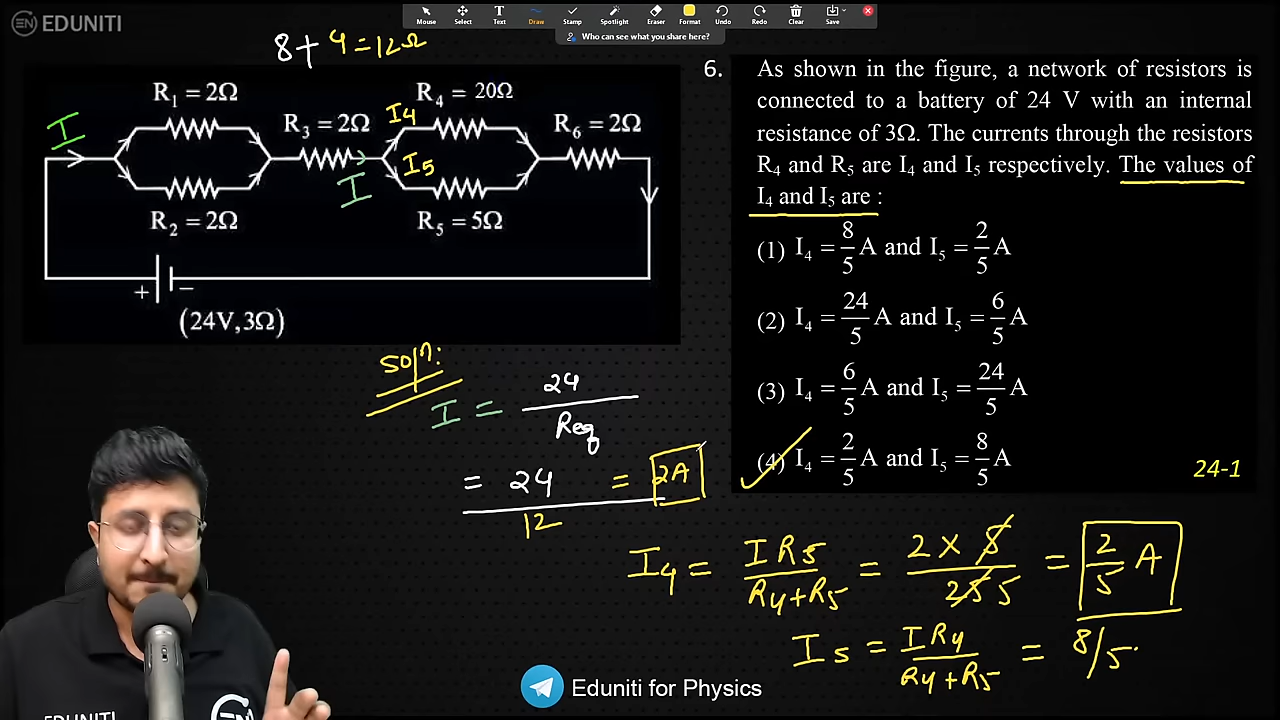 EN EDUNITI
Mouse Select Text Draw Stamp Spotlight Eraser Format Undo Redo Clear Save
Who can see what you share here?
8+4=12Ω
R1 = 2Ω
R4 = 20Ω
I
R3 = 2Ω
I4
R6 = 2Ω
I5
I
R2 = 2Ω
R5 = 5Ω
+ −
(24V,3Ω)
6. As shown in the figure, a network of resistors is
connected to a battery of 24 V with an internal
resistance of 3Ω. The currents through the resistors
R4 and R5 are I4 and I5 respectively. The values of
I4 and I5 are :
(1) I4 = 8/5 A and I5 = 2/5 A
(2) I4 = 24/5 A and I5 = 6/5 A
(3) I4 = 6/5 A and I5 = 24/5 A
(4) I4 = 2/5 A and I5 = 8/5 A
24-1
Soln:
I = 24/Req
= 24/12 = 2A
I4 = IR5/R4+R5 = 2×5/25 5 = 2/5 A
I5 = IR4/R4+R5 = 8/5.
Eduniti for Physics
EN EDUNITI
EN